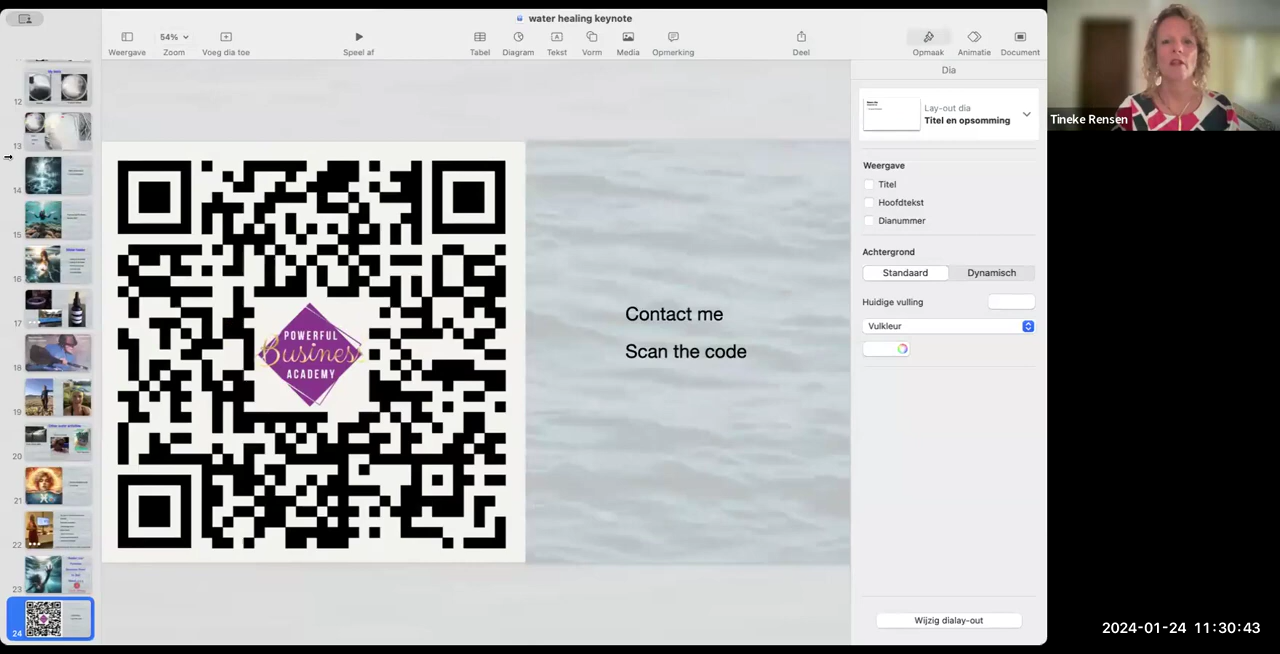 water healing keynote
54%
Weergave
Zoom
Voeg dia toe
Speel af
Tabel
Diagram
Tekst
Vorm
Media
Opmerking
Deel
Opmaak
Animatie
Document
Dia
Lay-out dia
Titel en opsomming
Weergave
Titel
Hoofdtekst
Dianummer
Achtergrond
Standaard
Dynamisch
Huidige vulling
Vulkleur
Wijzig dialay-out
12
13
14
15
16
17
18
19
20
21
22
23
24
POWERFUL
Business
ACADEMY
Contact me
Scan the code
Tineke Rensen
2024-01-24 11:30:43